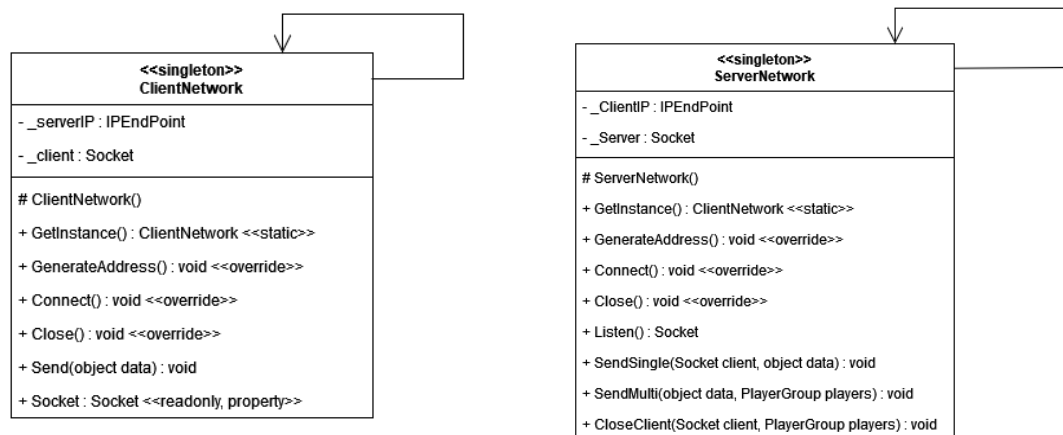 <<singleton>>
ClientNetwork
- _serverIP : IPEndPoint
- _client : Socket
# ClientNetwork()
+ GetInstance() : ClientNetwork <<static>>
+ GenerateAddress() : void <<override>>
+ Connect() : void <<override>>
+ Close() : void <<override>>
+ Send(object data) : void
+ Socket : Socket <<readonly, property>>
<<singleton>>
ServerNetwork
- _ClientIP : IPEndPoint
- _Server : Socket
# ServerNetwork()
+ GetInstance() : ClientNetwork <<static>>
+ GenerateAddress() : void <<override>>
+ Connect() : void <<override>>
+ Close() : void <<override>>
+ Listen() : Socket
+ SendSingle(Socket client, object data) : void
+ SendMulti(object data, PlayerGroup players) : void
+ CloseClient(Socket client, PlayerGroup players) : void